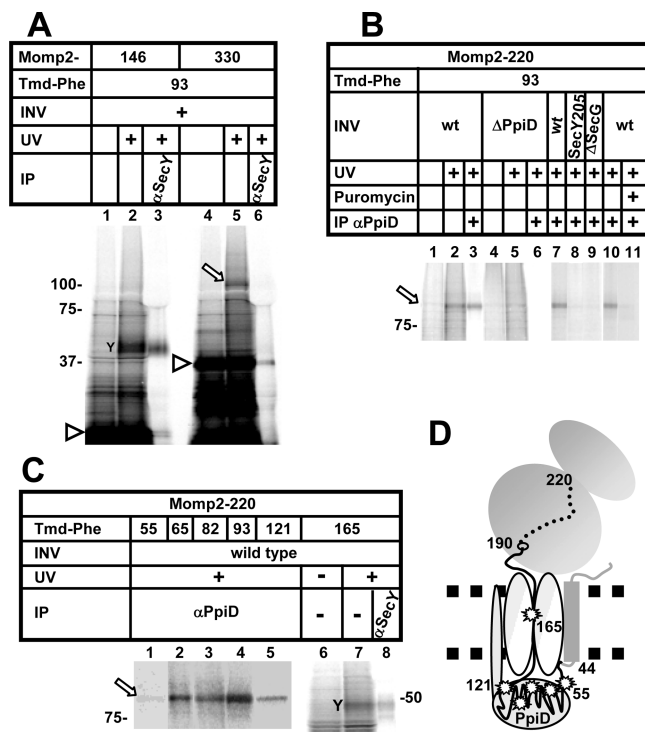 A
Momp2- 146 330
Tmd-Phe 93
INV +
UV + + + +
IP αSecY αSecY
1 2 3 4 5 6
100-
75-
Y
37-
B
Momp2-220
Tmd-Phe 93
INV wt ΔPpiD wt SecY205 ΔSecG wt
UV + + + + + + + + +
Puromycin +
IP αPpiD + + + + + + +
1 2 3 4 5 6 7 8 9 10 11
75-
C
Momp2-220
Tmd-Phe 55 65 82 93 121 165
INV wild type
UV + - +
IP αPpiD - - αSecY
1 2 3 4 5 6 7 8
Y
-50
75-
D
220
190
165
44
121
55
PpiD